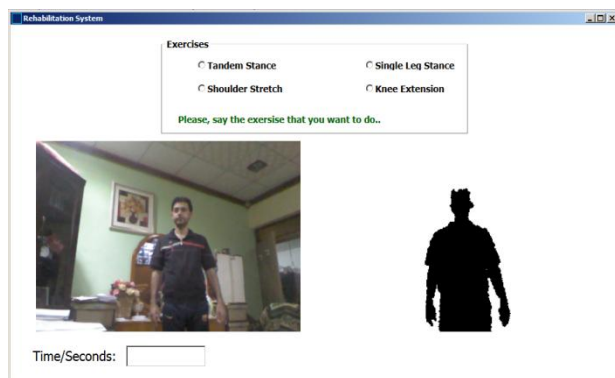 Rehabilitation System
Exercises
Tandem Stance Single Leg Stance
Shoulder Stretch Knee Extension
Please, say the exersise that you want to do..
Time/Seconds: